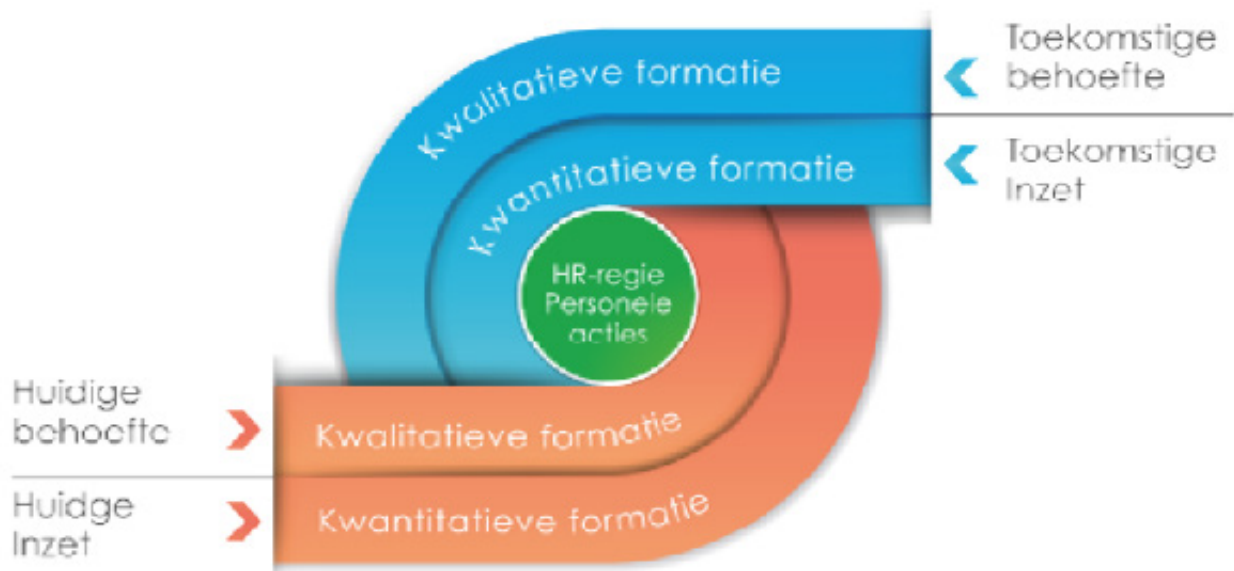 Kwalitatieve formatie
Toekomstige
behoefte
Kwantitatieve formatie
Toekomstige
Inzet
HR-regie
Personele
acties
Huidige
behoefte
Kwalitatieve formatie
Huidge
Inzet
Kwantitatieve formatie